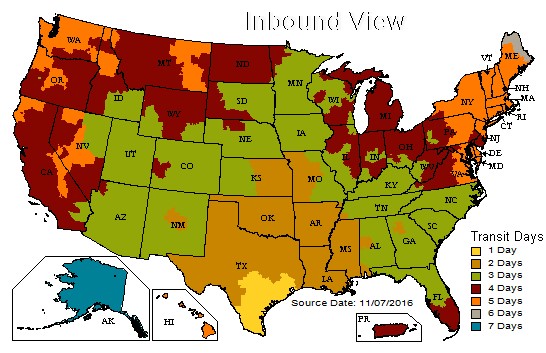 Inbound View
WA
VT
ME
MT
ND
MN
OR
NH
ID
WI
NY
MA
SD
MI
RI
WY
CT
IA
PA
NJ
NE
OH
NV
IL
IN
DE
UT
MD
CO
WV
VA
CA
KS
MO
KY
NC
TN
OK
AR
SC
AZ
NM
MS
AL
GA
Transit Days
1 Day
TX
LA
2 Days
3 Days
FL
Source Date: 11/07/2016
4 Days
5 Days
AK
HI
PR
6 Days
7 Days